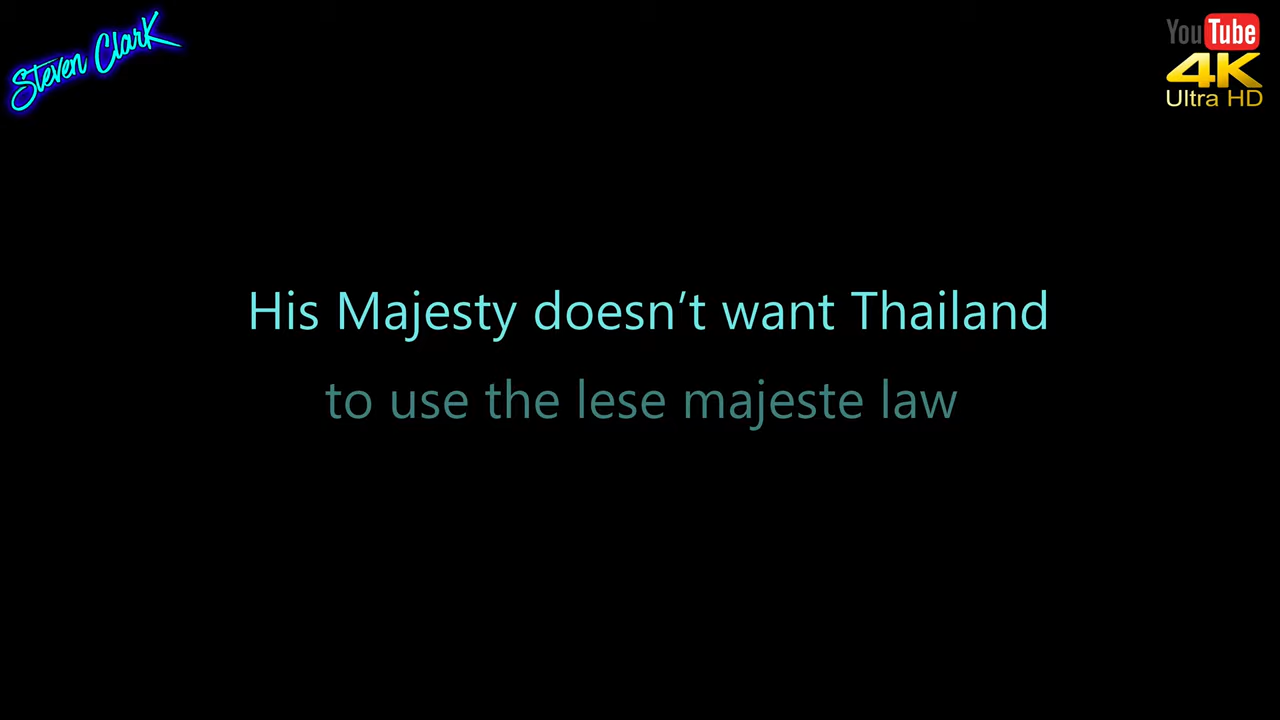 Steven Clark
YouTube
4K
Ultra HD
His Majesty doesn’t want Thailand
to use the lese majeste law